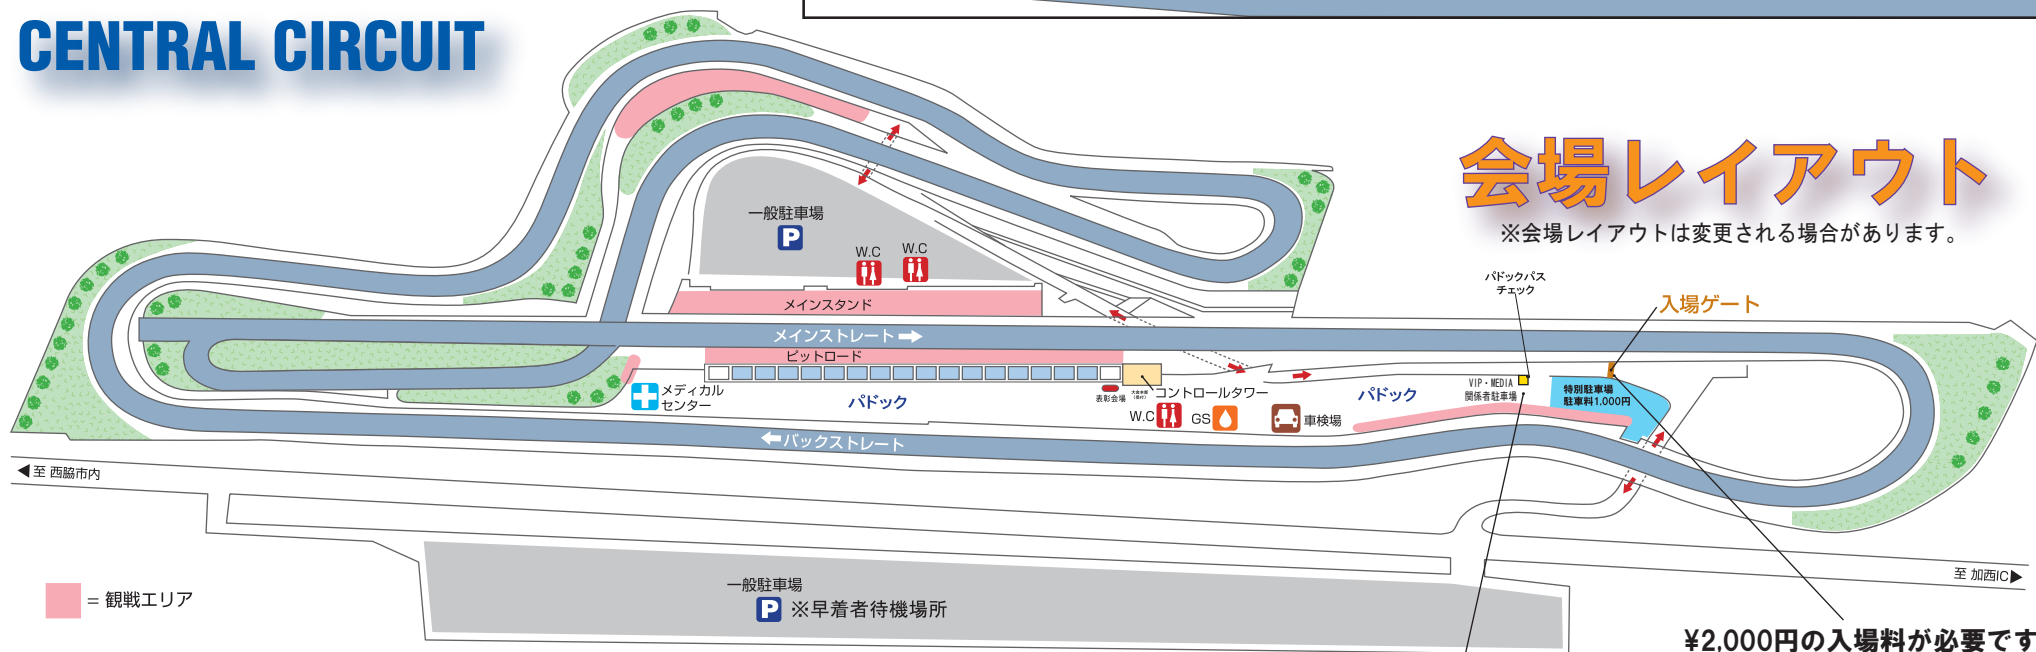 CENTRAL CIRCUIT
会場レイアウト
※会場レイアウトは変更される場合があります。
一般駐車場
P
W.C
W.C
パドックパス
チェック
入場ゲート
メインスタンド
メインストレート
ピットロード
メディカル
センター
パドック
表彰会場
コントロールタワー
W.C
GS
車検場
パドック
VIP・MEDIA
関係者駐車場
特別駐車場
駐車料1,000円
バックストレート
至 西脇市内
至 加西IC
= 観戦エリア
一般駐車場
P ※早着者待機場所
¥2,000円の入場料が必要です